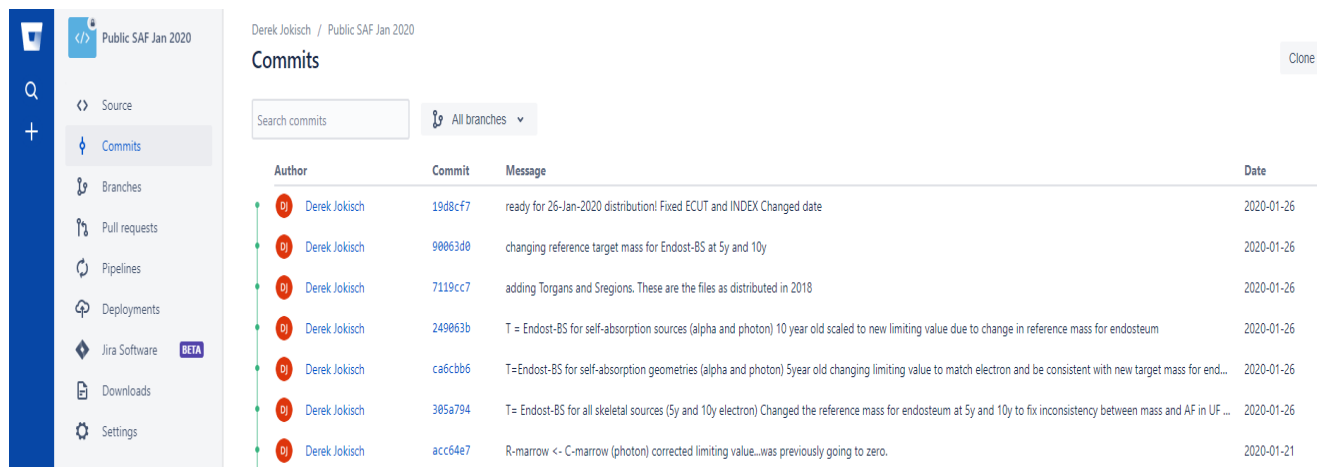 </> Public SAF Jan 2020
Source
Commits
Branches
Pull requests
Pipelines
Deployments
Jira Software BETA
Downloads
Settings
Derek Jokisch / Public SAF Jan 2020
Commits
Clone
Search commits All branches
Author Commit Message Date
DJ Derek Jokisch 19d8cf7 ready for 26-Jan-2020 distribution! Fixed ECUT and INDEX Changed date 2020-01-26
DJ Derek Jokisch 90063d0 changing reference target mass for Endost-BS at 5y and 10y 2020-01-26
DJ Derek Jokisch 7119cc7 adding Torgans and Sregions. These are the files as distributed in 2018 2020-01-26
DJ Derek Jokisch 249063b T = Endost-BS for self-absorption sources (alpha and photon) 10 year old scaled to new limiting value due to change in reference mass for endosteum 2020-01-26
DJ Derek Jokisch ca6cbb6 T=Endost-BS for self-absorption geometries (alpha and photon) 5year old changing limiting value to match electron and be consistent with new target mass for end... 2020-01-26
DJ Derek Jokisch 305a794 T= Endost-BS for all skeletal sources (5y and 10y electron) Changed the reference mass for endosteum at 5y and 10y to fix inconsistency between mass and AF in UF ... 2020-01-26
DJ Derek Jokisch acc64e7 R-marrow <- C-marrow (photon) corrected limiting value...was previously going to zero. 2020-01-21